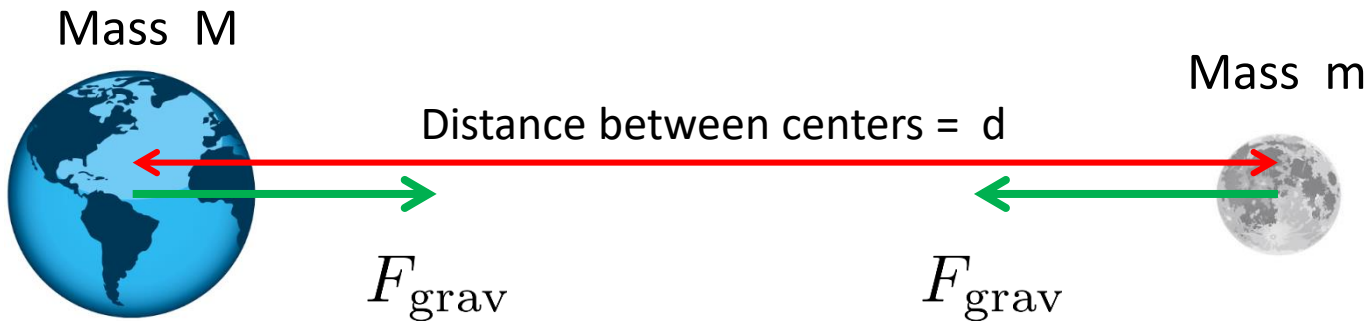 Mass M
Mass m
Distance between centers = d
F_grav
F_grav